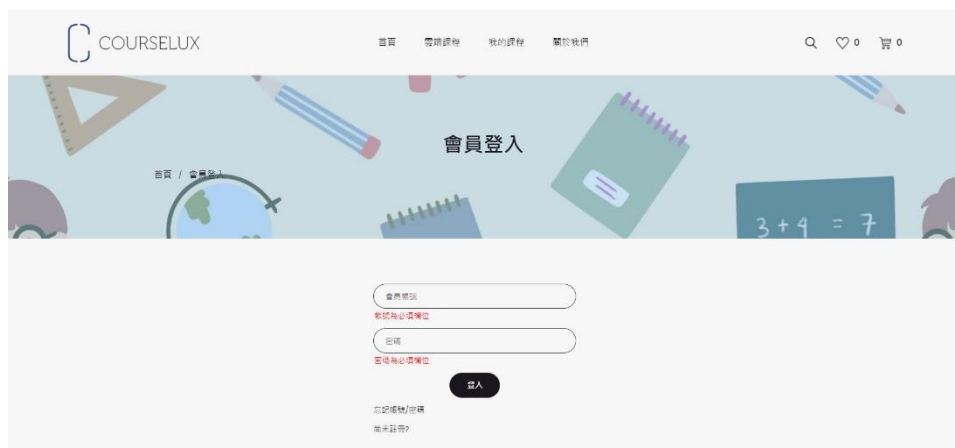 COURSELUX
首頁 雲端課程 我的課程 關於我們
0 0
會員登入
首頁 / 會員登入
3 + 4 = 7
會員帳號
帳號為必填欄位
密碼
密碼為必填欄位
登入
忘記帳號/密碼
尚未註冊?